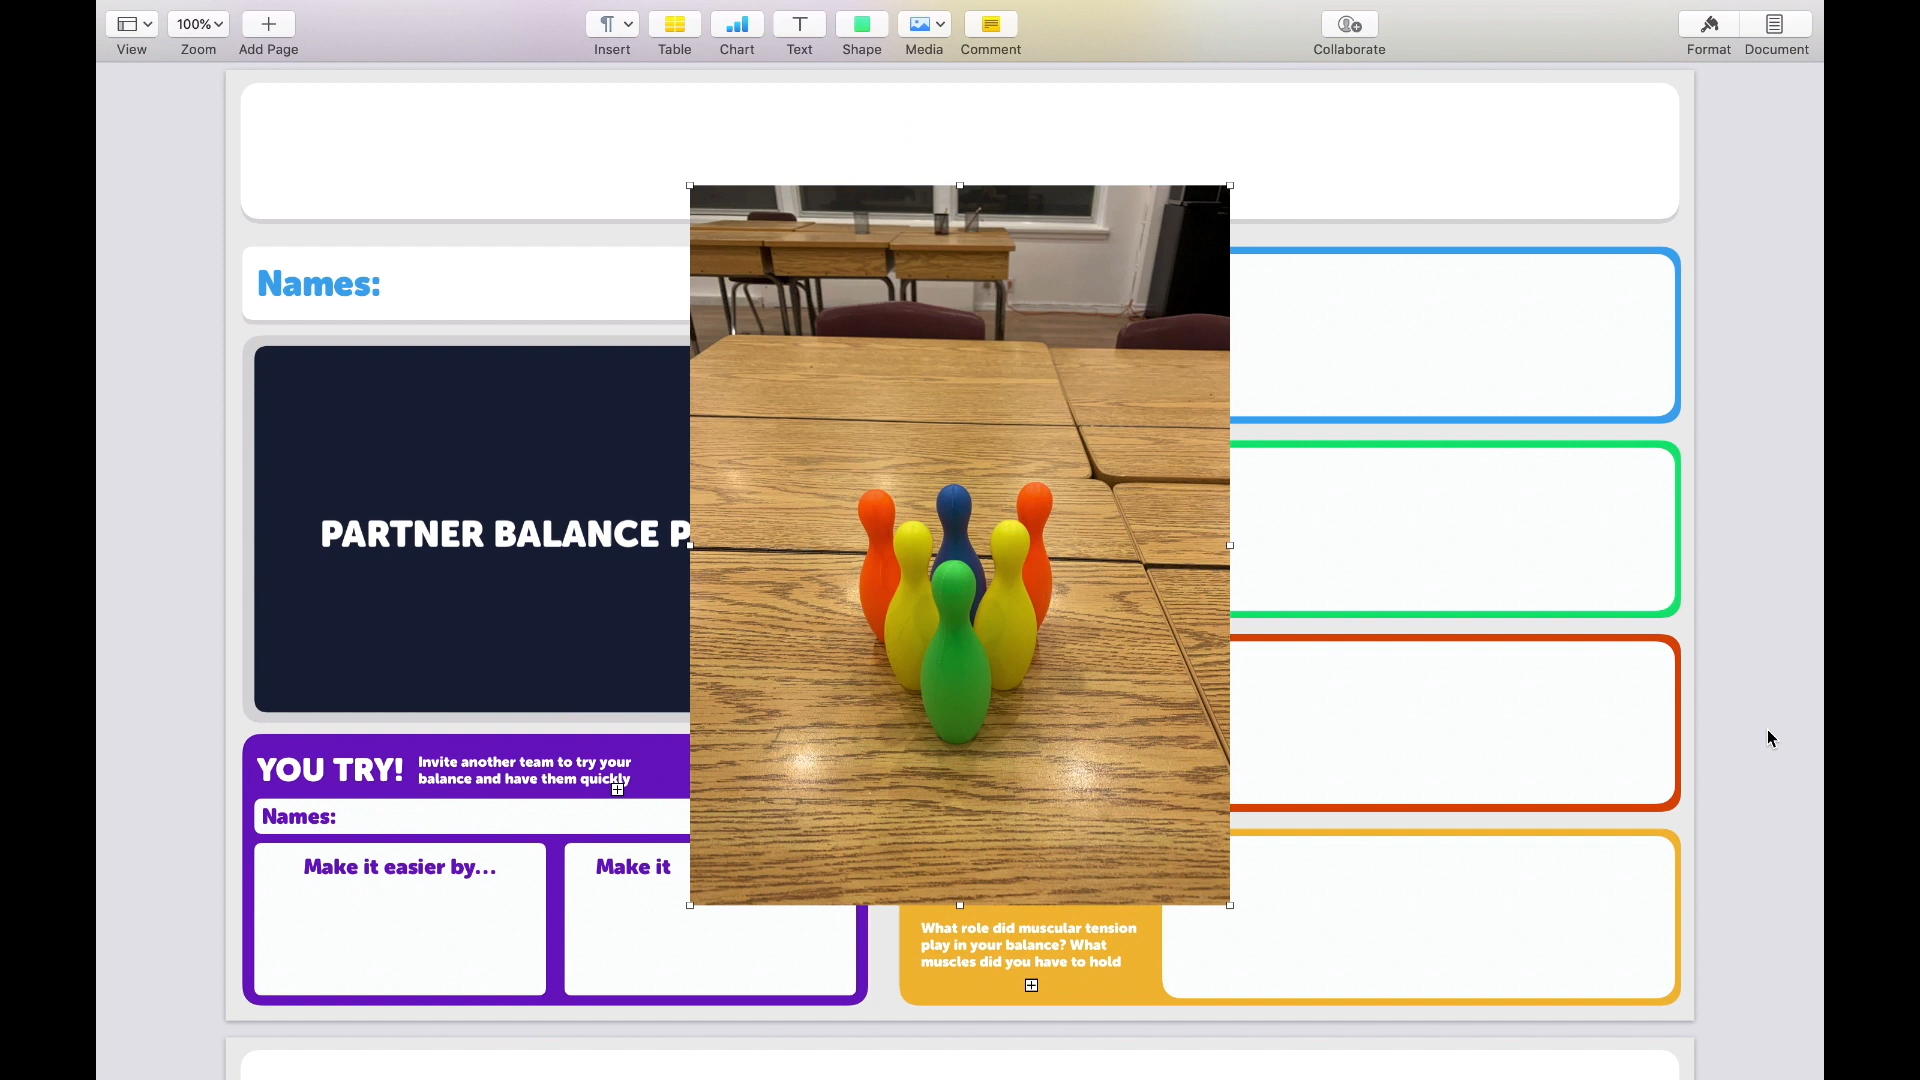 View
100%
Zoom
Add Page
Insert
T
Table
Chart
Text
Shape
Media
Comment
Collaborate
Format
Document
Names:
PARTNER BALANCE P
YOU TRY!
Invite another team to try your
balance and have them quickly
Names:
Make it easier by...
Make it
What role did muscular tension
play in your balance? What
muscles did you have to hold